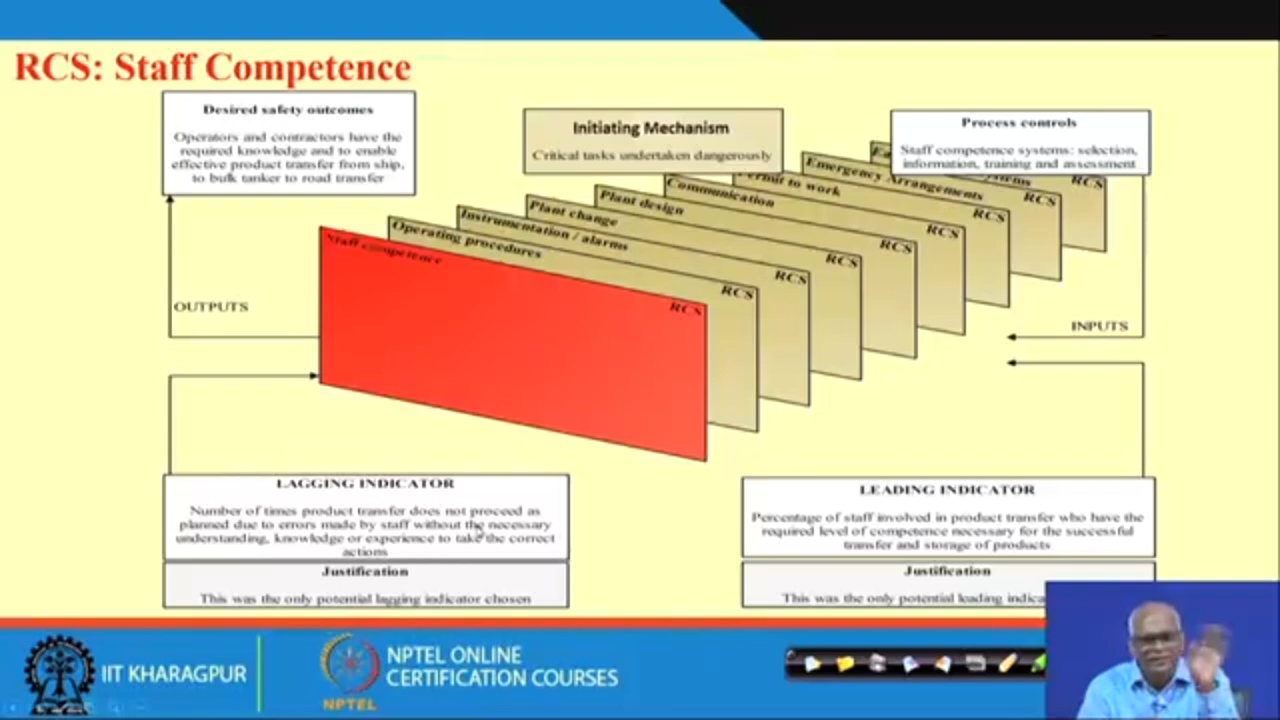 RCS: Staff Competence
Desired safety outcomes
Operators and contractors have the
required knowledge and to enable
effective product transfer from ship,
to bulk tanker to road transfer
Initiating Mechanism
Critical tasks undertaken dangerously
Process controls
Staff competence systems: selection,
information, training and assessment
RCS
Emergency Arrangements
RCS
Permit to work
RCS
Communication
RCS
Plant design
RCS
Plant change
RCS
Instrumentation / alarms
RCS
Operating procedures
RCS
Staff competence
RCS
OUTPUTS
INPUTS
LAGGING INDICATOR
Number of times product transfer does not proceed as
planned due to errors made by staff without the necessary
understanding, knowledge or experience to take the correct
actions
Justification
This was the only potential lagging indicator chosen
LEADING INDICATOR
Percentage of staff involved in product transfer who have the
required level of competence necessary for the successful
transfer and storage of products
Justification
This was the only potential leading
IIT KHARAGPUR
NPTEL
NPTEL ONLINE
CERTIFICATION COURSES